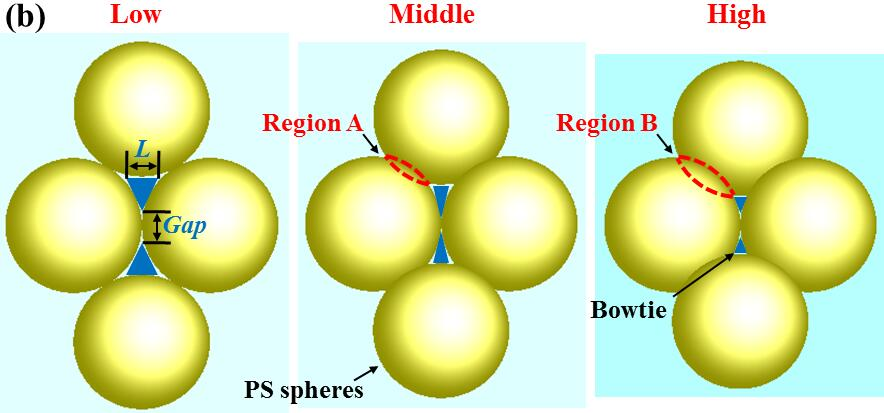 (b)
Low
Middle
High
L
Gap
Region A
PS spheres
Region B
Bowtie